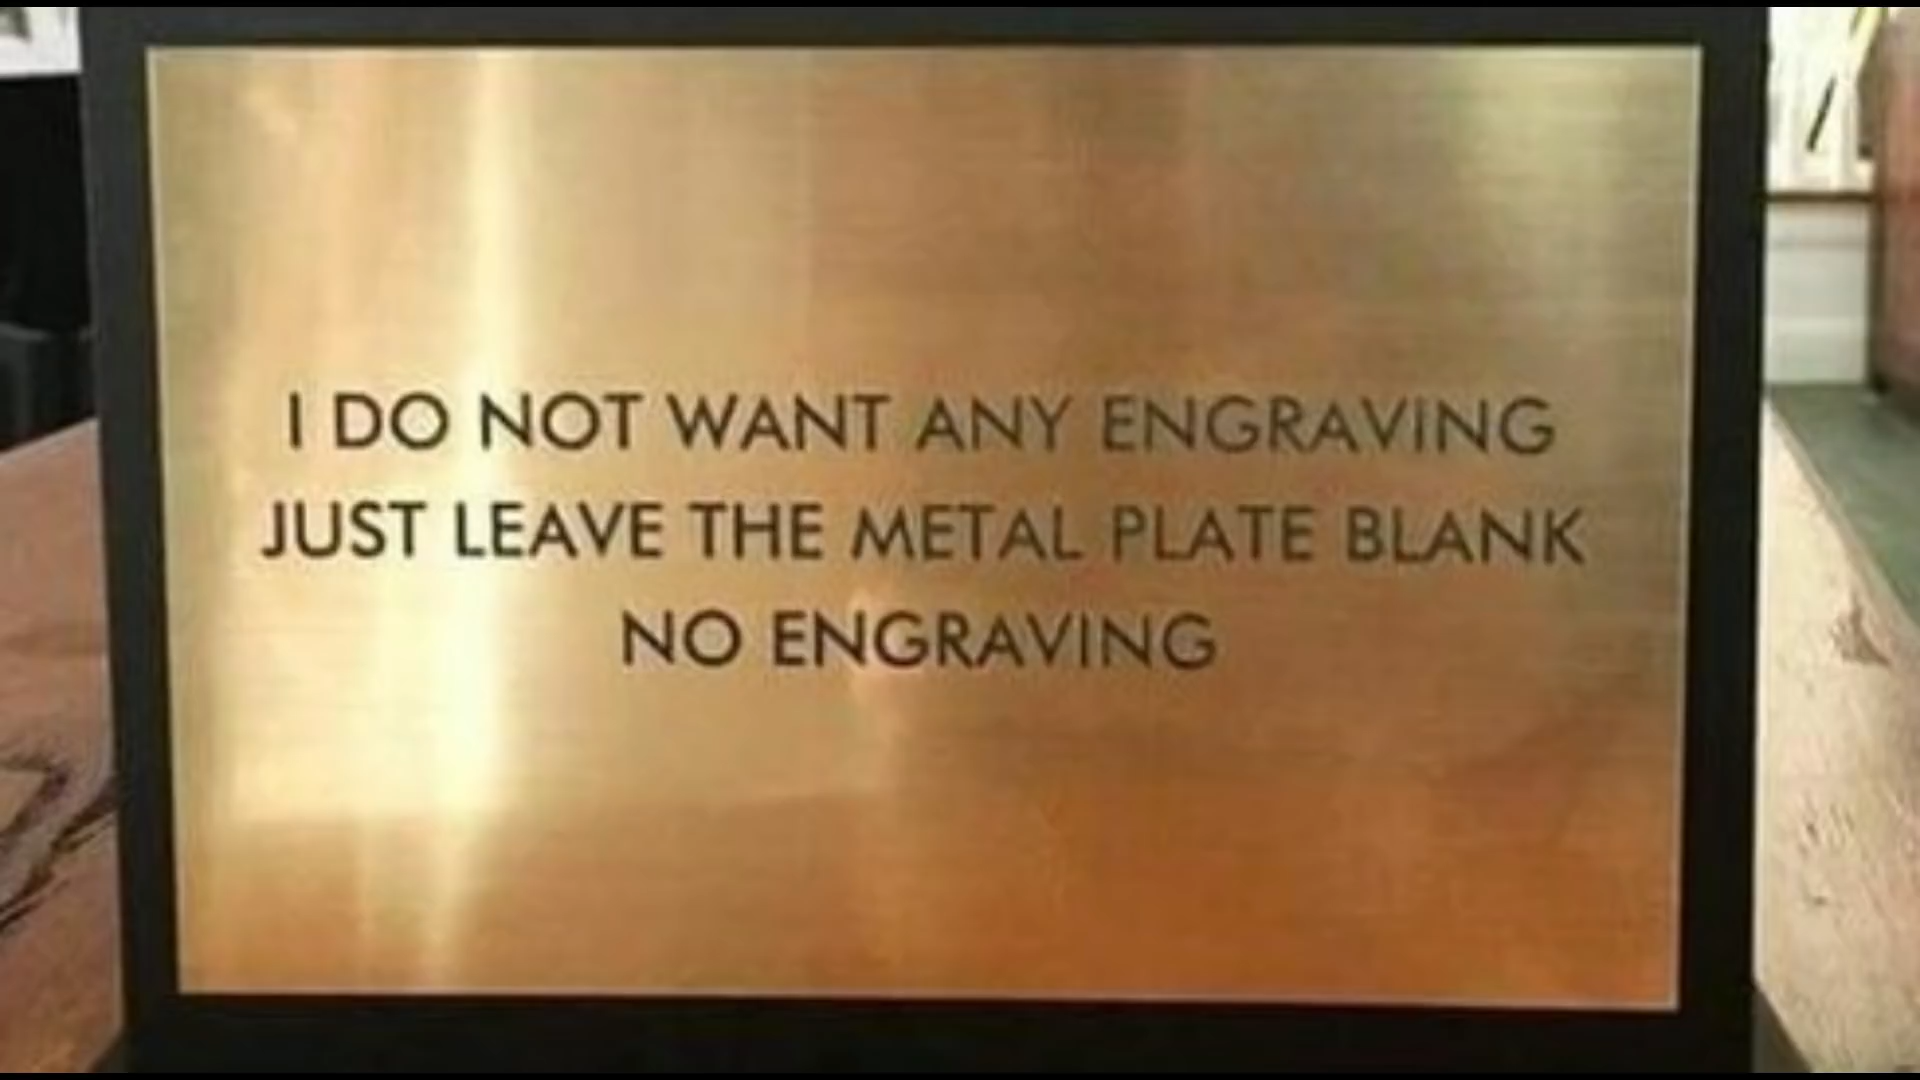 I DO NOT WANT ANY ENGRAVING
JUST LEAVE THE METAL PLATE BLANK
NO ENGRAVING